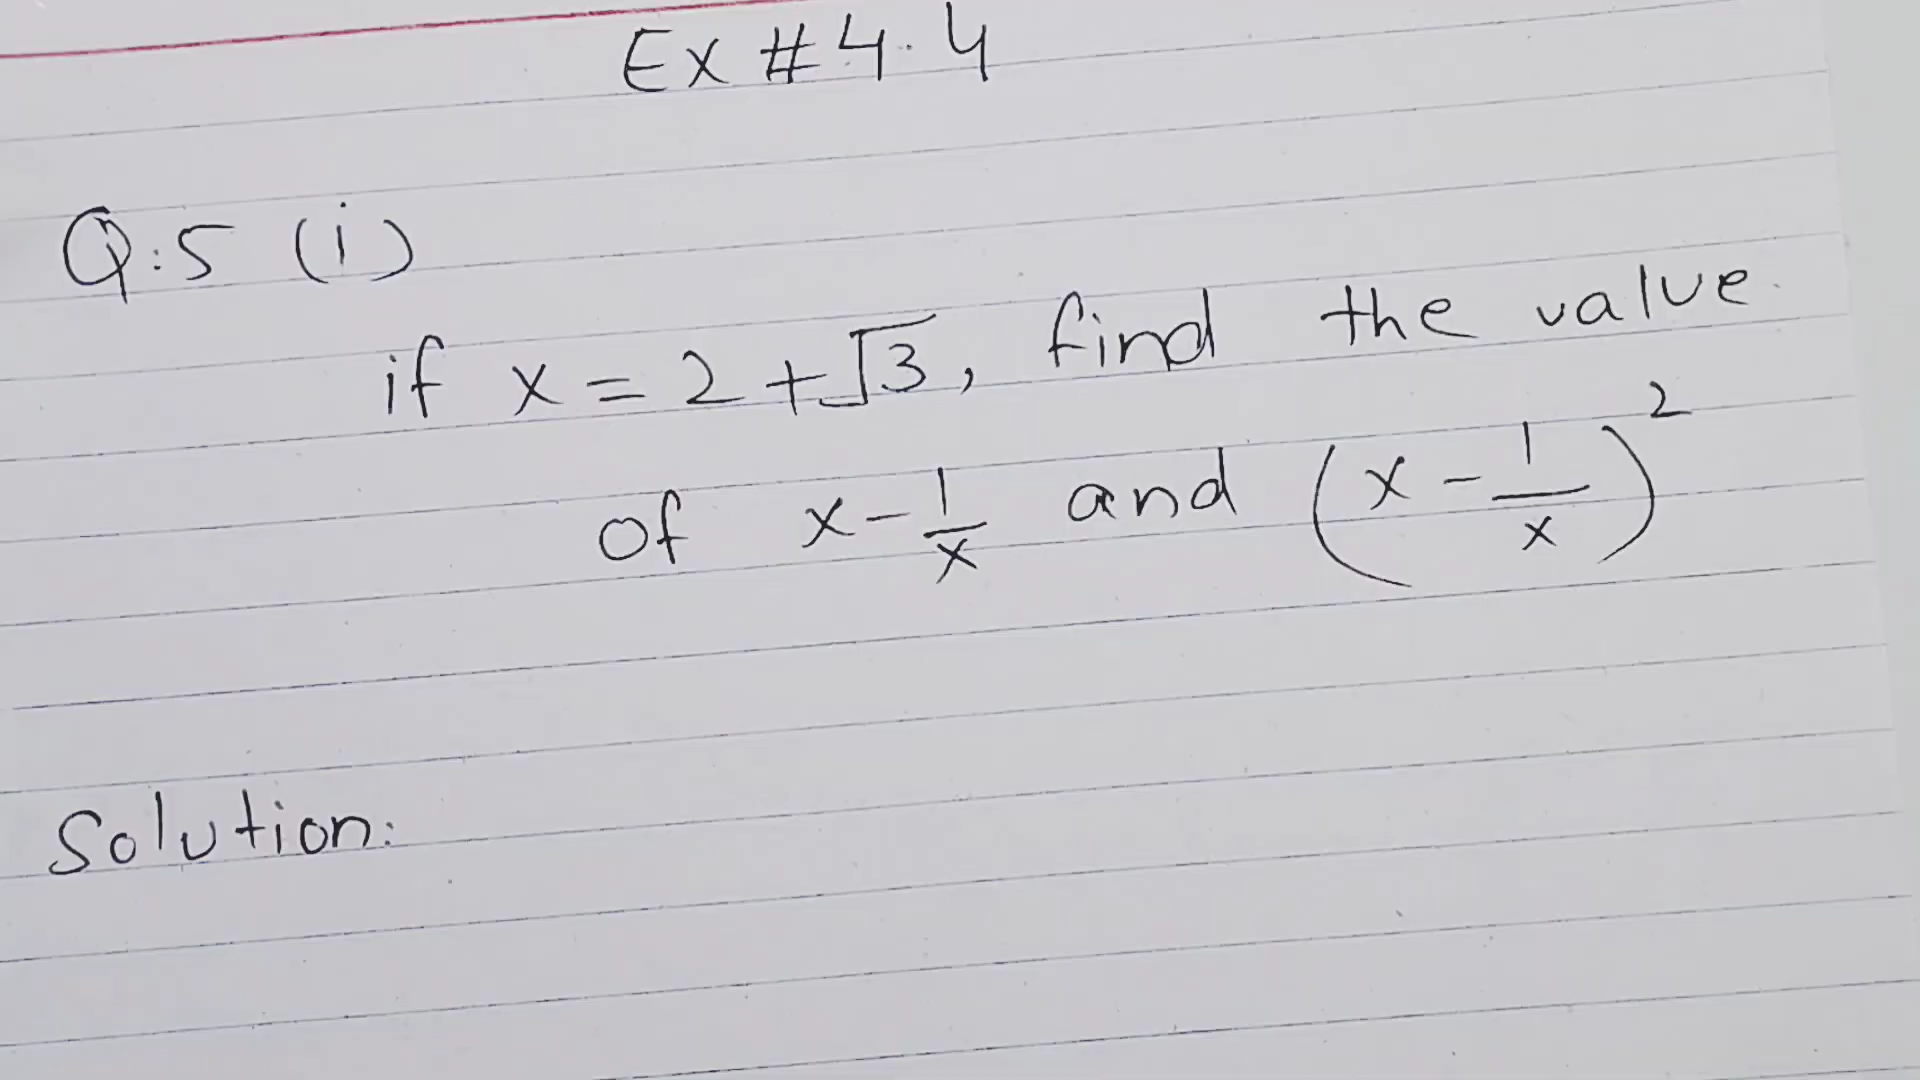 Ex # 4.4
Q:5 (i)
if x = 2 + √3, find the value
of x - 1/x and (x - 1/x)²
Solution: